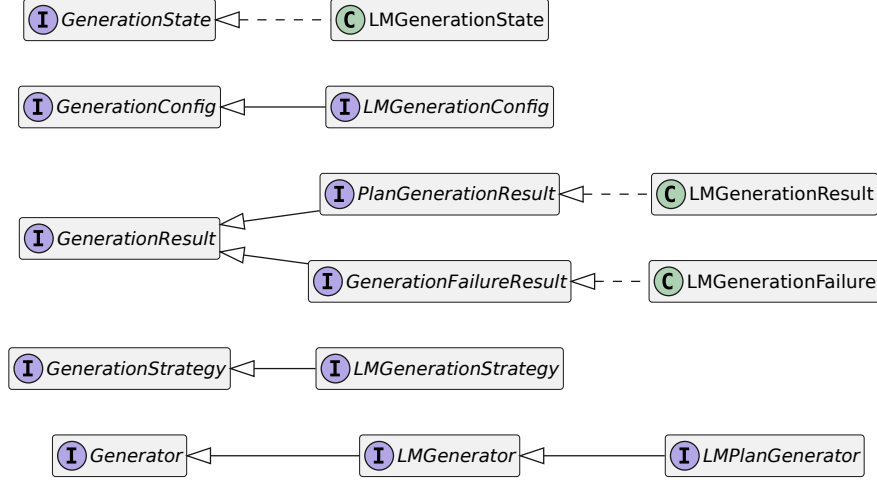 I GenerationState
C LMGenerationState
I GenerationConfig
I LMGenerationConfig
I PlanGenerationResult
C LMGenerationResult
I GenerationResult
I GenerationFailureResult
C LMGenerationFailure
I GenerationStrategy
I LMGenerationStrategy
I Generator
I LMGenerator
I LMPlanGenerator